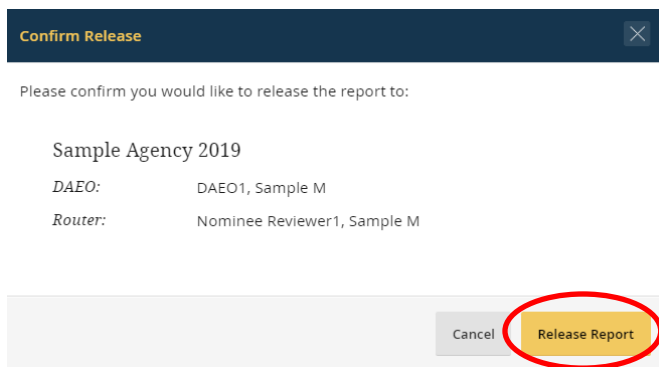 Confirm Release
Please confirm you would like to release the report to:
Sample Agency 2019
DAEO: DAEO1, Sample M
Router: Nominee Reviewer1, Sample M
Cancel Release Report